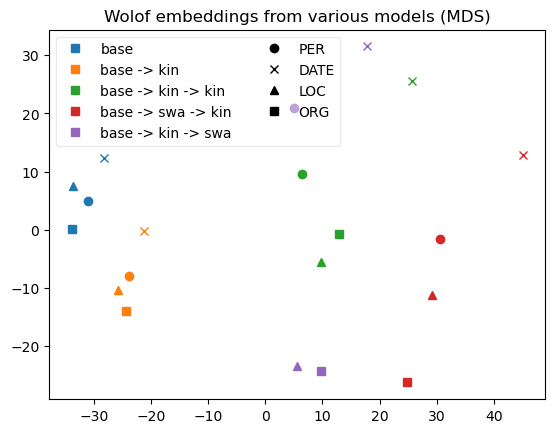 Wolof embeddings from various models (MDS)
base
base -> kin
base -> kin -> kin
base -> swa -> kin
base -> kin -> swa
PER
DATE
LOC
ORG
30
20
10
0
−10
−20
−30
−20
−10
0
10
20
30
40